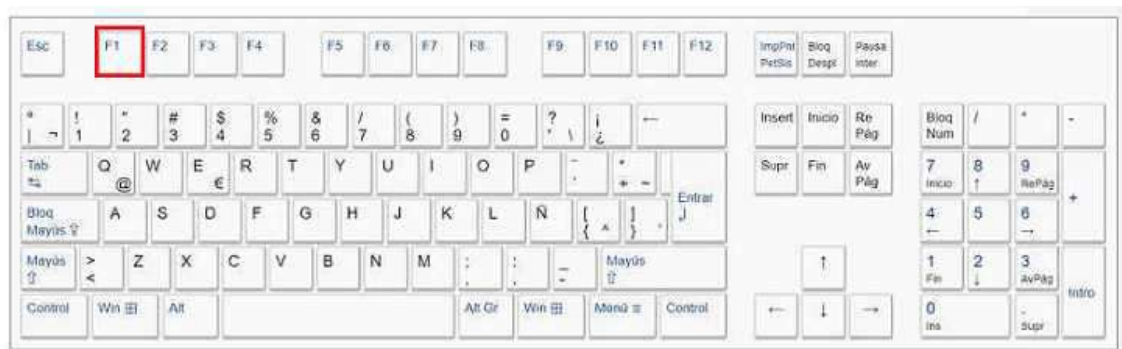 Esc F1 F2 F3 F4 F5 F6 F7 F8 F9 F10 F11 F12 ImpPnt Bloq Pausa
PetSis Despl Inter
° ! " # $ % & / ( ) = ? ¡ ← Insert Inicio Re Bloq / * -
| ¬ 1 2 3 4 5 6 7 8 9 0 ' \ ¿ Pág Num
Tab Q W E R T Y U I O P ¨ * Supr Fin Av 7 8 9 +
@ € + ~ Entrar Pág Inicio ↑ RePág
Bloq A S D F G H J K L Ñ [ ] 4 5 6
Mayús ⇧ { ^ } ← →
Mayús > Z X C V B N M ; : _ Mayús ↑ 1 2 3 Intro
⇧ < , . - ⇧ Fin ↓ AvPág
Control Win Alt Alt Gr Win Menú ≡ Control ← ↓ → 0 .
Ins Supr